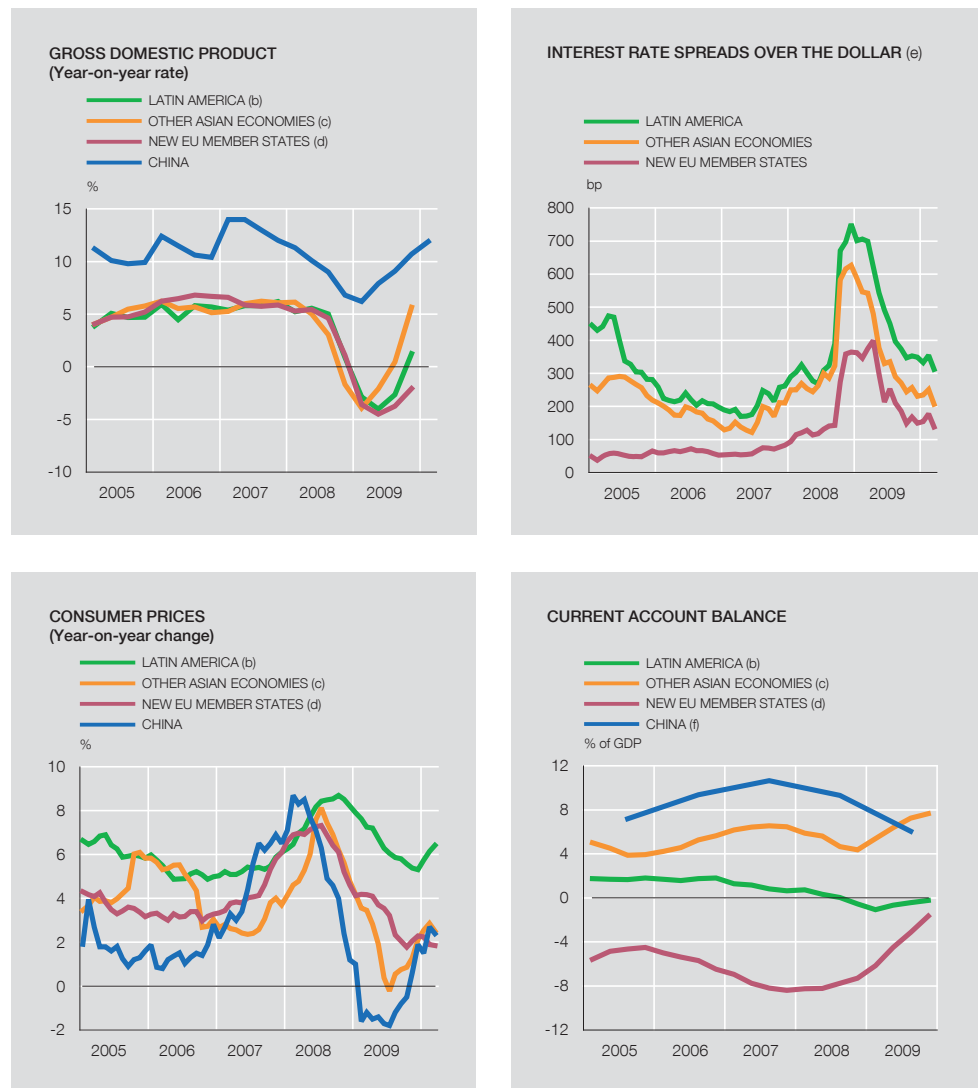 GROSS DOMESTIC PRODUCT
(Year-on-year rate)
LATIN AMERICA (b)
OTHER ASIAN ECONOMIES (c)
NEW EU MEMBER STATES (d)
CHINA
%
15
10
5
0
-5
-10
2005 2006 2007 2008 2009
INTEREST RATE SPREADS OVER THE DOLLAR (e)
LATIN AMERICA
OTHER ASIAN ECONOMIES
NEW EU MEMBER STATES
bp
800
700
600
500
400
300
200
100
0
2005 2006 2007 2008 2009
CONSUMER PRICES
(Year-on-year change)
LATIN AMERICA (b)
OTHER ASIAN ECONOMIES (c)
NEW EU MEMBER STATES (d)
CHINA
%
10
8
6
4
2
0
-2
2005 2006 2007 2008 2009
CURRENT ACCOUNT BALANCE
LATIN AMERICA (b)
OTHER ASIAN ECONOMIES (c)
NEW EU MEMBER STATES (d)
CHINA (f)
% of GDP
12
8
4
0
-4
-8
-12
2005 2006 2007 2008 2009